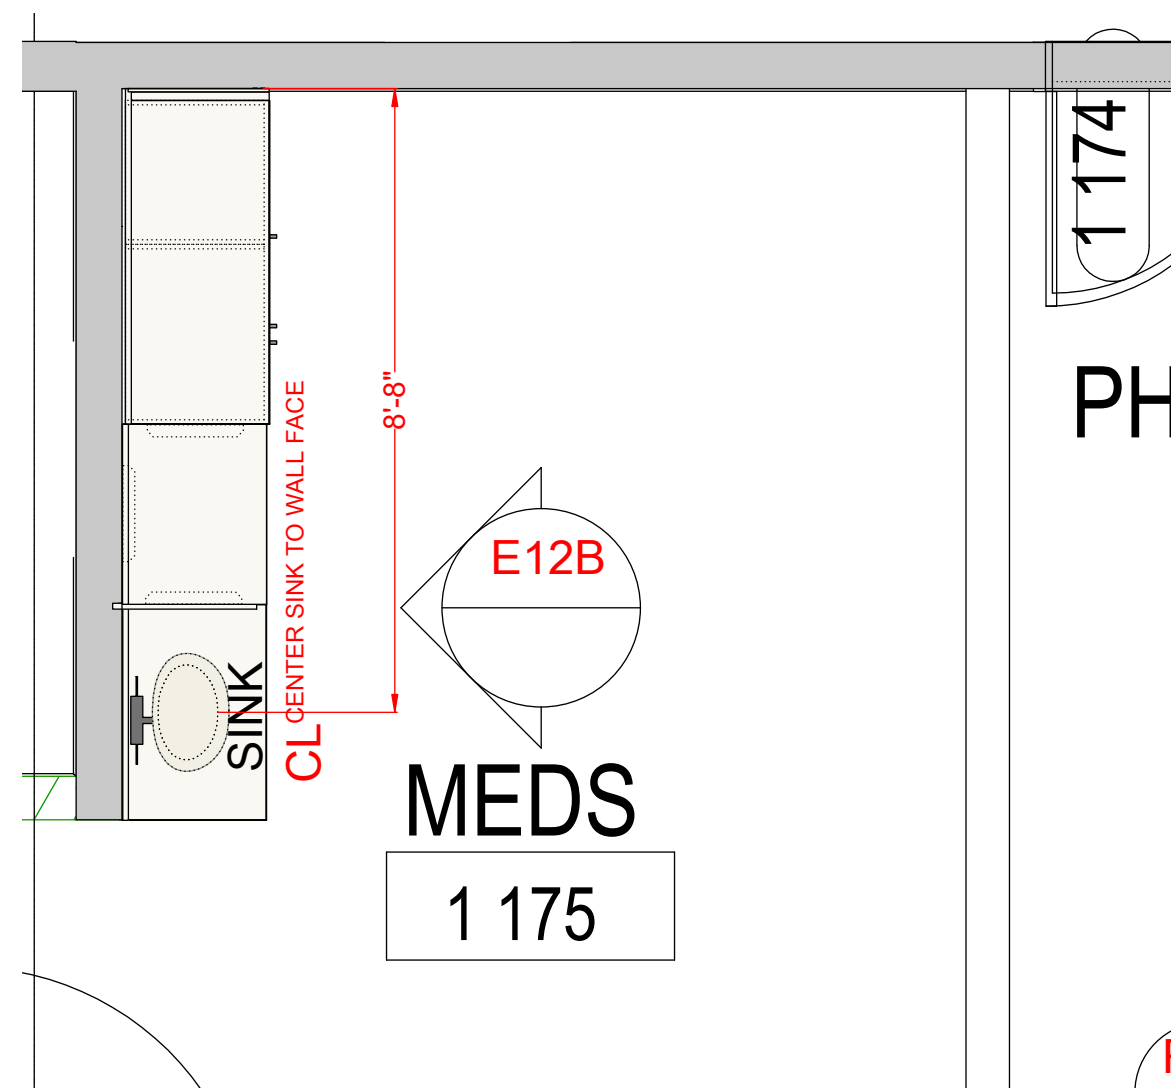 1 174
PH
8'-8"
CENTER SINK TO WALL FACE
CL
E12B
SINK
MEDS
1 175